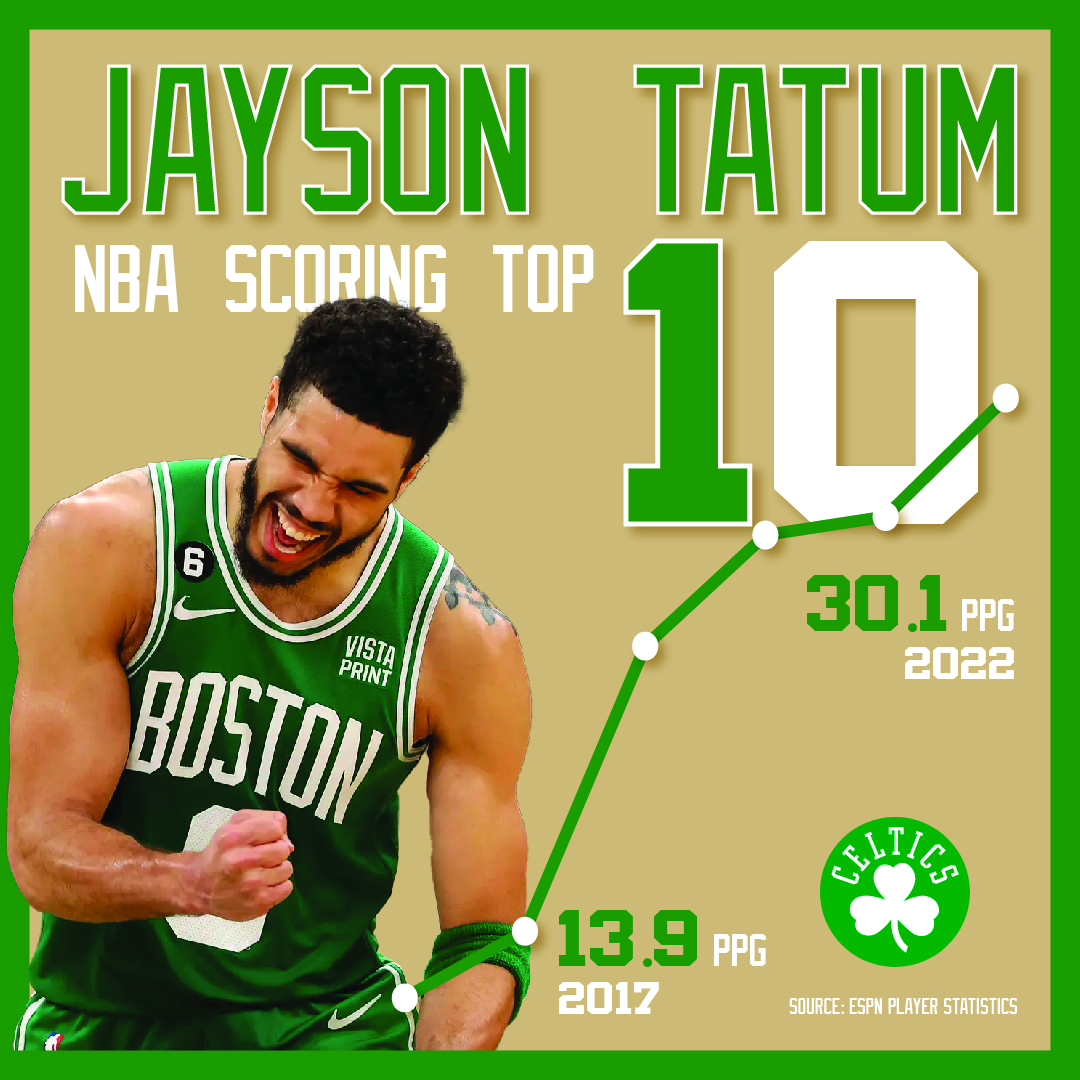 JAYSON TATUM
NBA SCORING TOP 10
6
VISTA
PRINT
BOSTON
30.1 PPG
2022
CELTICS
13.9 PPG
2017
SOURCE: ESPN PLAYER STATISTICS